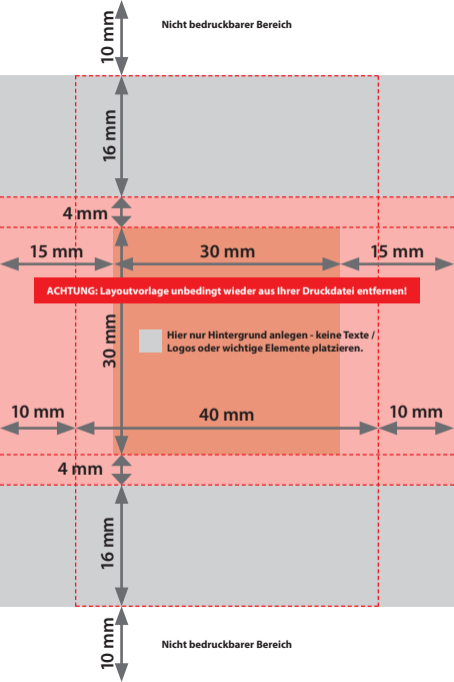 10 mm
Nicht bedruckbarer Bereich
16 mm
4 mm
15 mm
30 mm
15 mm
ACHTUNG: Layoutvorlage unbedingt wieder aus Ihrer Druckdatei entfernen!
30 mm
Hier nur Hintergrund anlegen - keine Texte /
Logos oder wichtige Elemente platzieren.
10 mm
40 mm
10 mm
4 mm
16 mm
10 mm
Nicht bedruckbarer Bereich